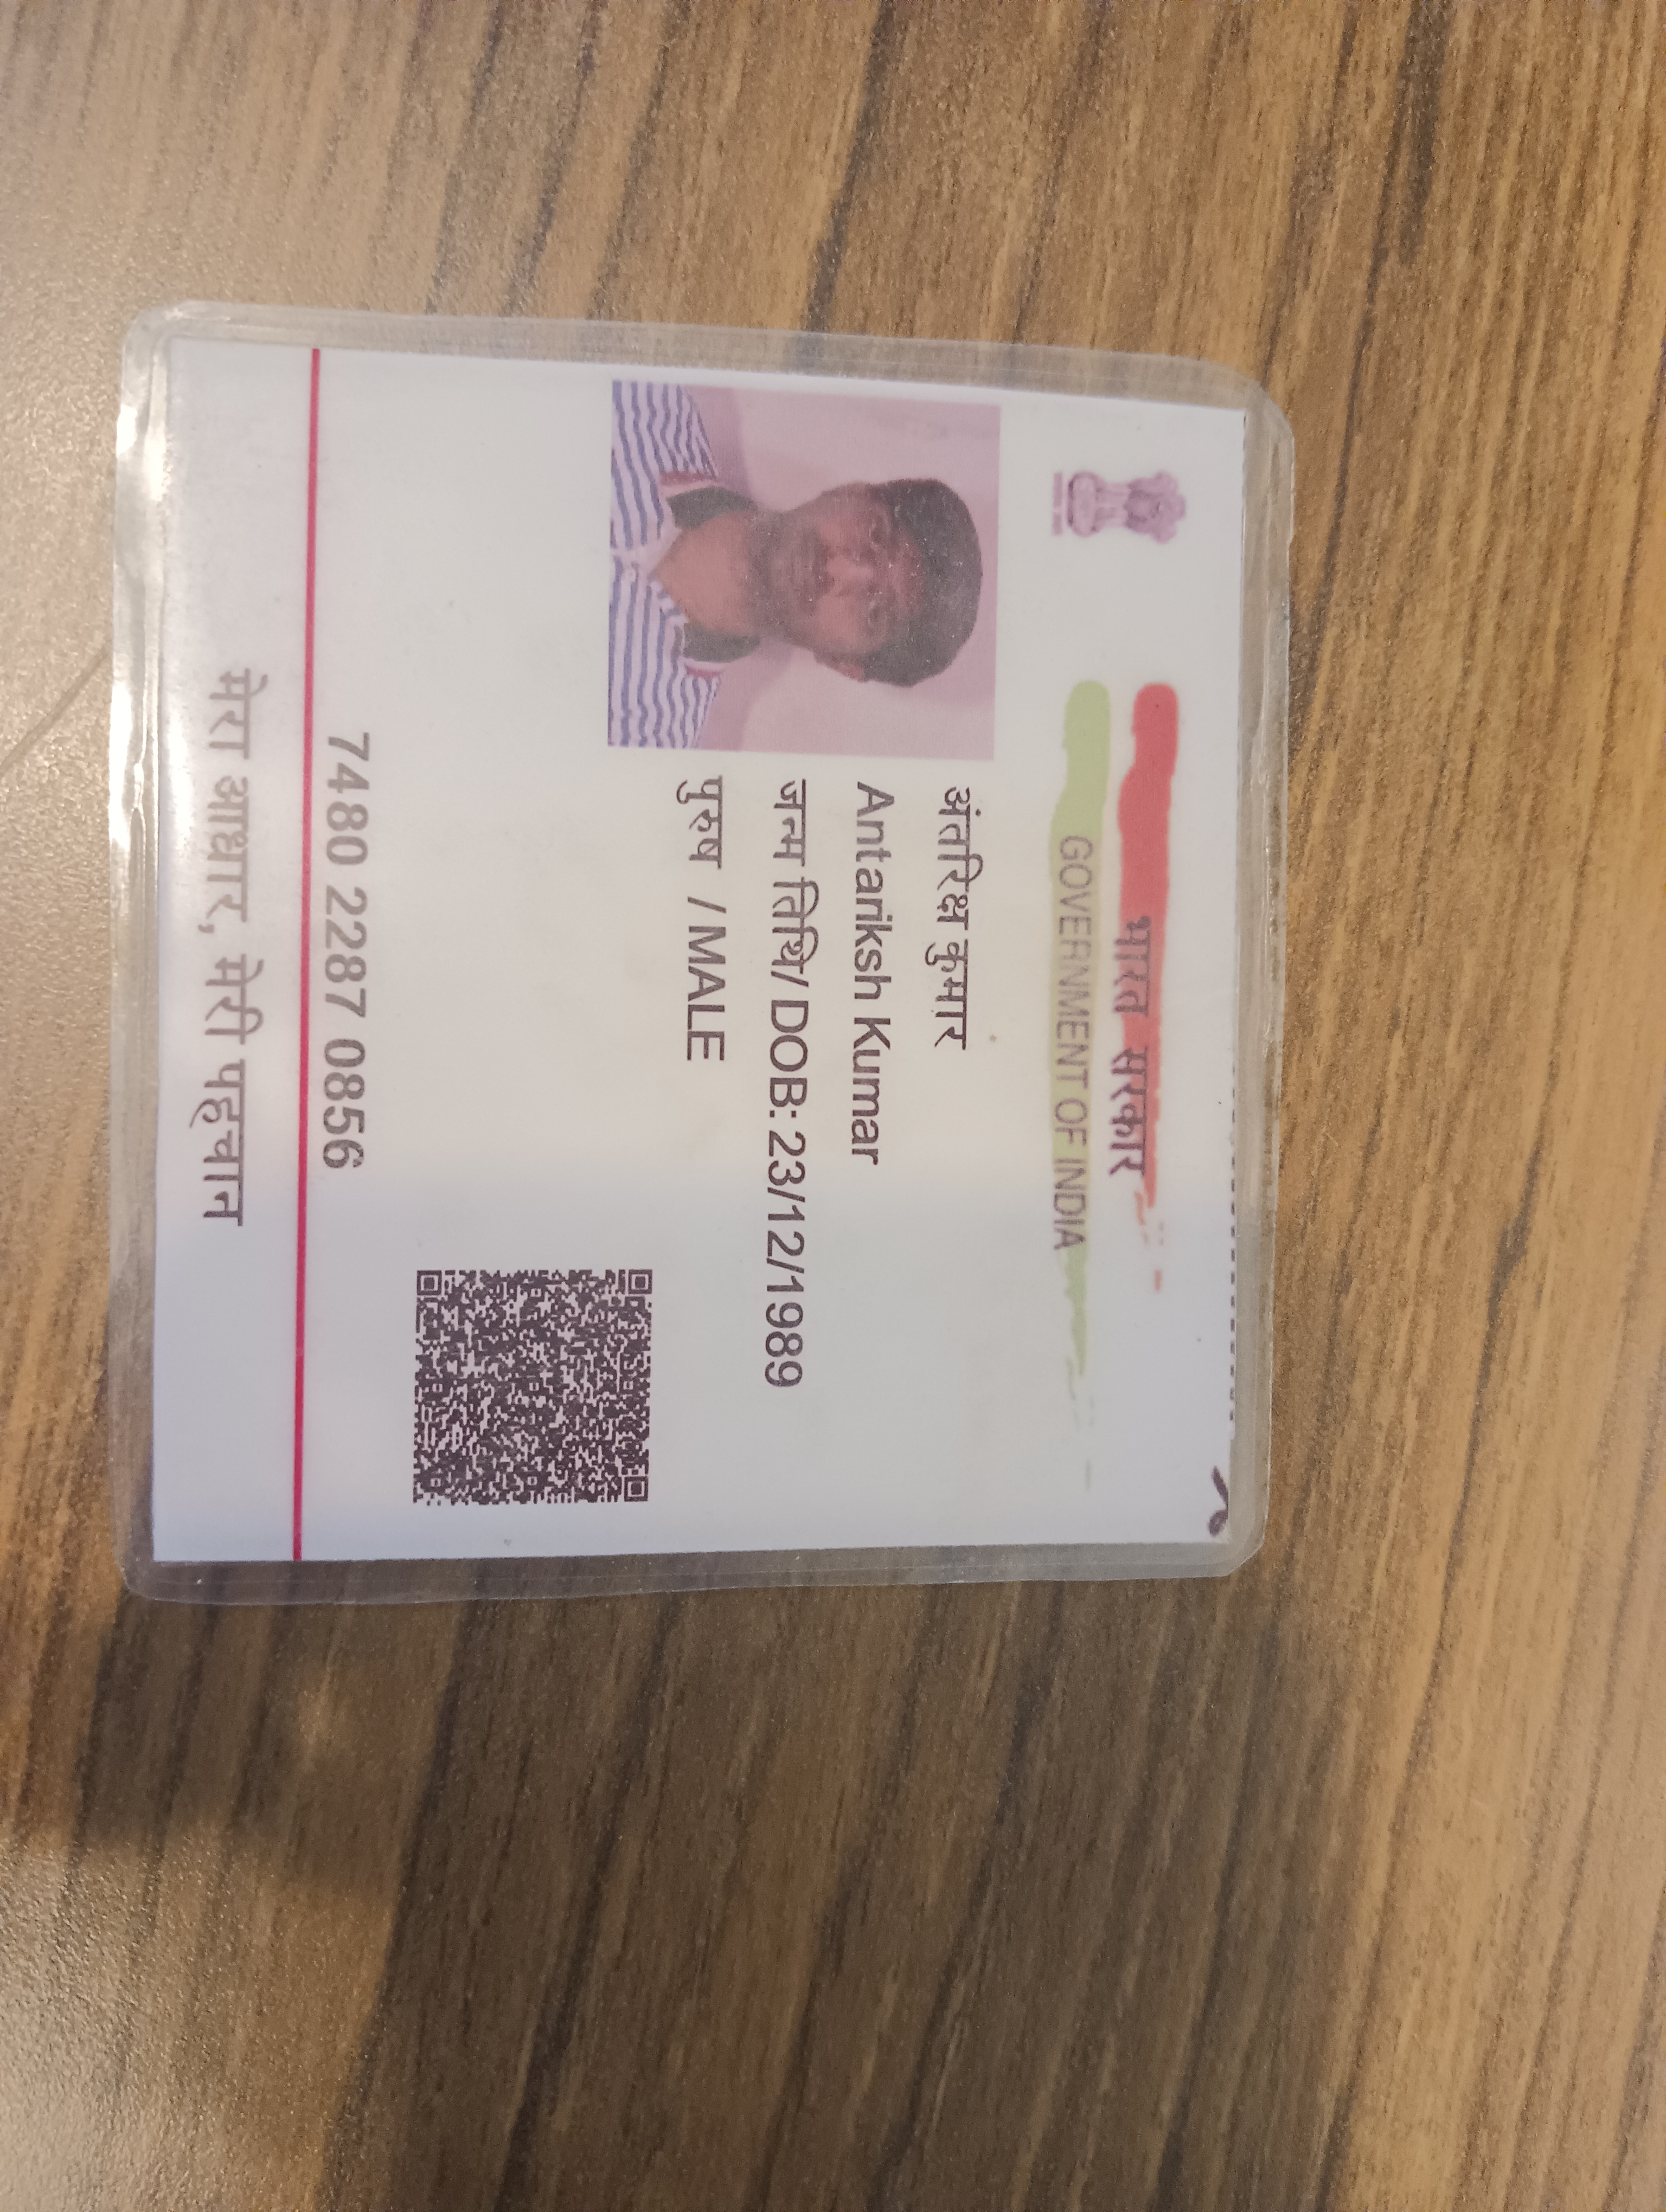 भारत सरकार
GOVERNMENT OF INDIA
अंतरिक्ष कुमार
Antariksh Kumar
जन्म तिथि/ DOB: 23/12/1989
पुरुष / MALE
7480 2287 0856
मेरा आधार, मेरी पहचान